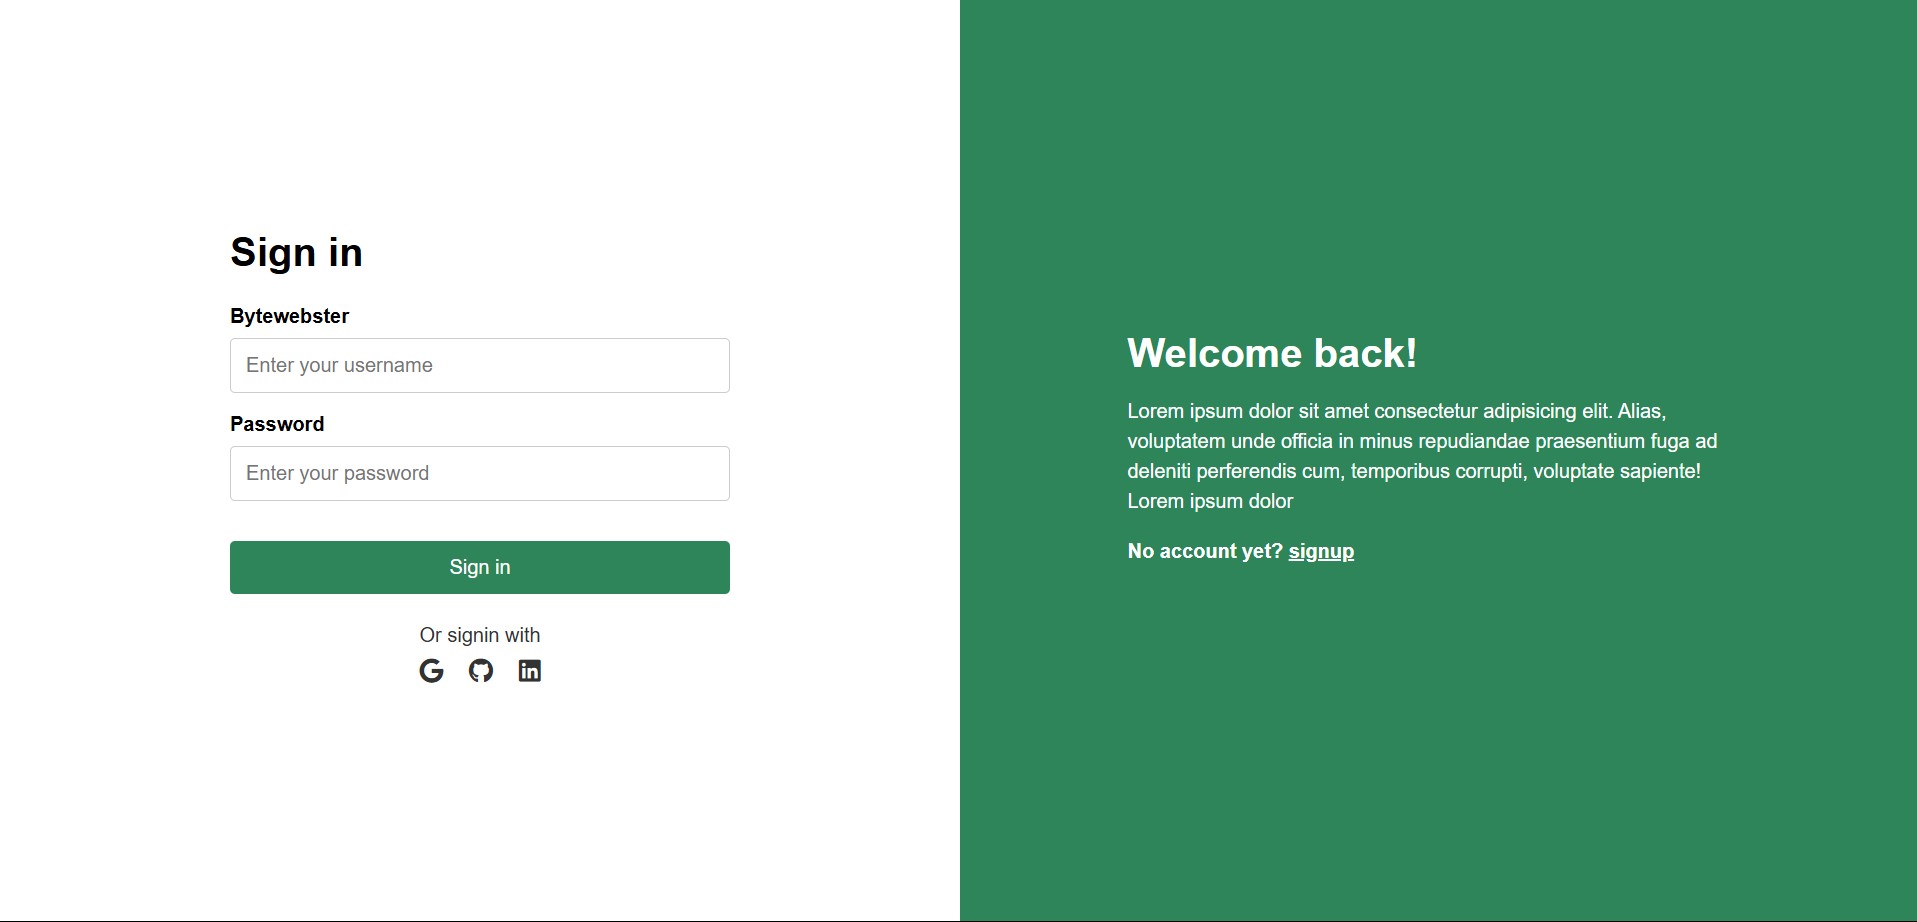 Sign in
Bytewebster
Enter your username
Password
Enter your password
Sign in
Or signin with
Welcome back!
Lorem ipsum dolor sit amet consectetur adipisicing elit. Alias,
voluptatem unde officia in minus repudiandae praesentium fuga ad
deleniti perferendis cum, temporibus corrupti, voluptate sapiente!
Lorem ipsum dolor
No account yet? signup